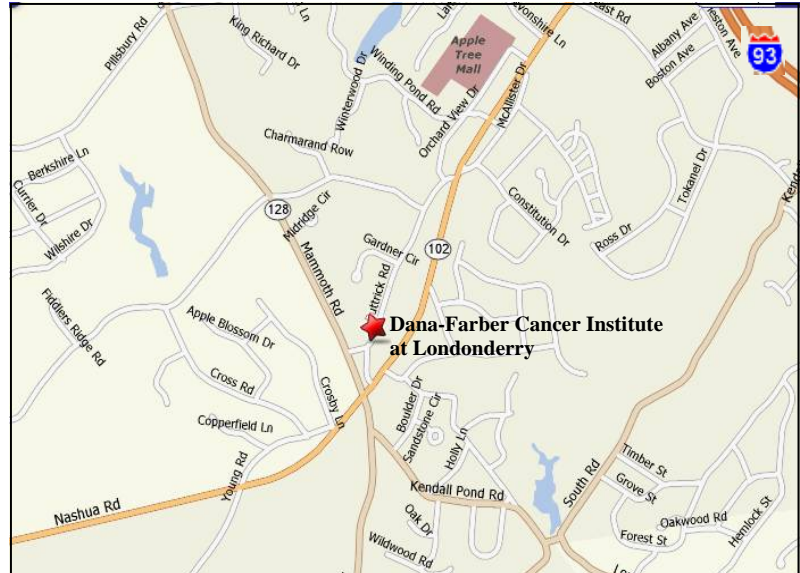 Pillsbury Rd
King Richard Dr
Ln
Winterwood Dr
Winding Pond Rd
Apple
Tree
Mall
Orchard View Dr
McAllister Dr
Albany Ave
Boston Ave
93
Charmarand Row
Berkshire Ln
Currier Dr
Wilshire Dr
128
Midridge Cir
Mammoth Rd
Gardner Cir
102
Constitution Dr
Ross Dr
Tokanel Dr
Fiddlers Ridge Rd
Apple Blossom Dr
Dana-Farber Cancer Institute
at Londonderry
Cross Rd
Crosby Ln
Copperfield Ln
Boulder Dr
Sandstone Cir
Holly Ln
Young Rd
Nashua Rd
Kendall Pond Rd
South Rd
Timber St
Grove St
Oak Dr
Wildwood Rd
Oakwood Rd
Forest St
Hemlock St